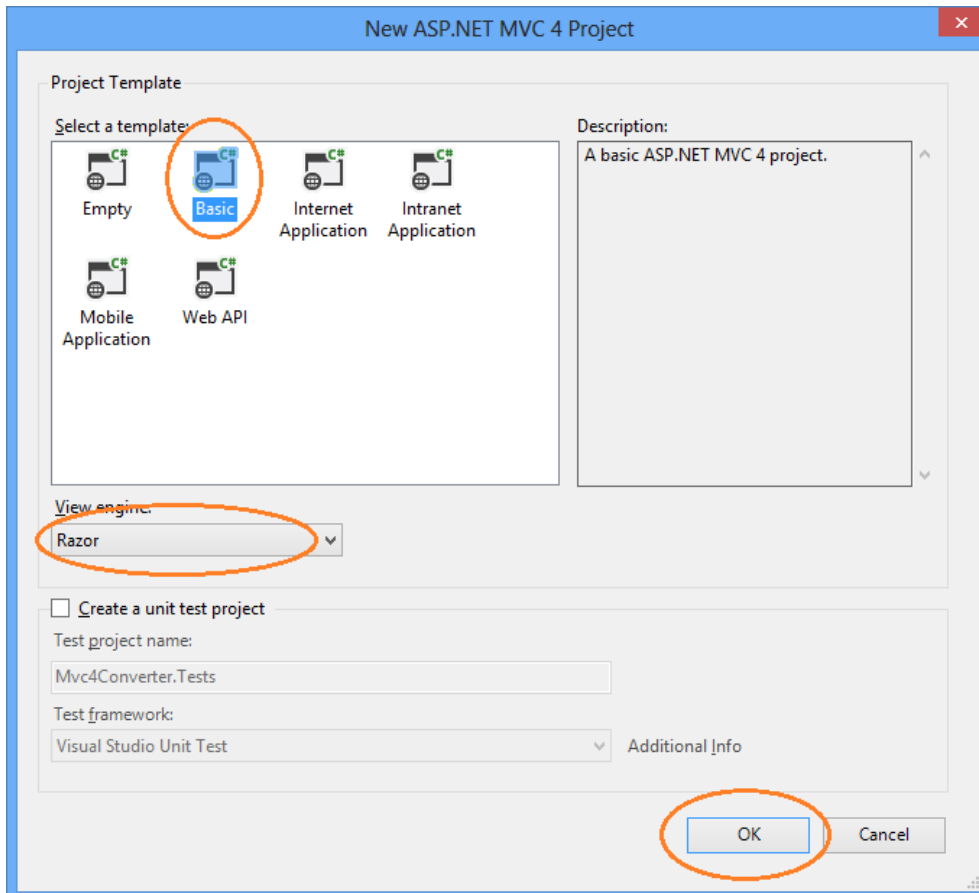 New ASP.NET MVC 4 Project
Project Template
Select a template:
Description:
C#
C#
C#
C#
Empty
Basic
Internet
Application
Intranet
Application
C#
C#
Mobile
Application
Web API
A basic ASP.NET MVC 4 project.
View engine:
Razor
Create a unit test project
Test project name:
Mvc4Converter.Tests
Test framework:
Visual Studio Unit Test
Additional Info
OK
Cancel